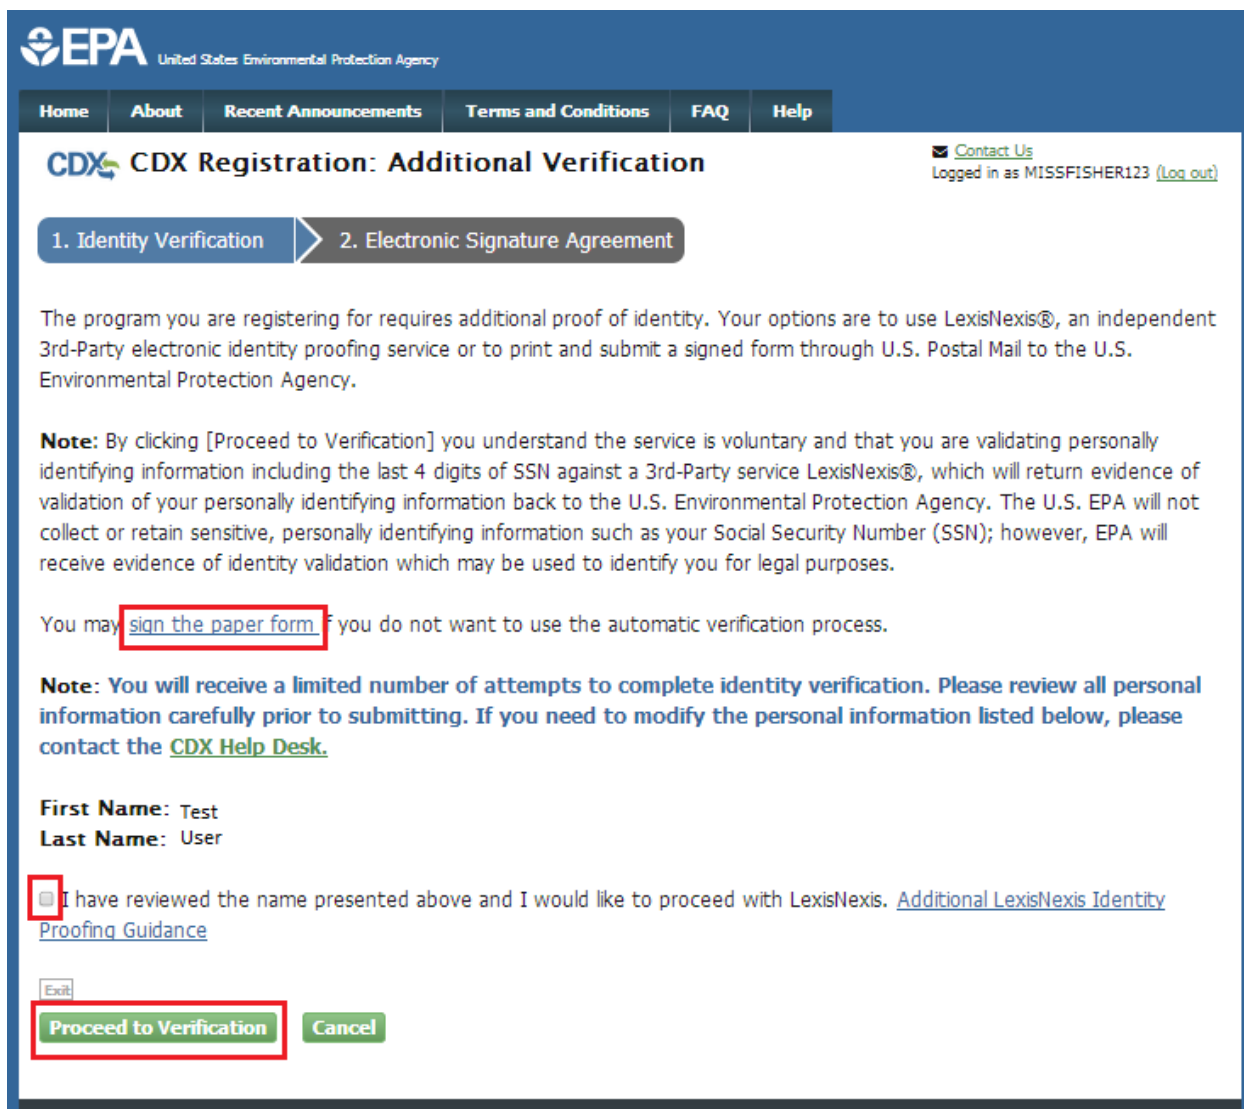 EPA United States Environmental Protection Agency
Home About Recent Announcements Terms and Conditions FAQ Help
CDX CDX Registration: Additional Verification
Contact Us
Logged in as MISSFISHER123 (Log out)
1. Identity Verification 2. Electronic Signature Agreement
The program you are registering for requires additional proof of identity. Your options are to use LexisNexis®, an independent
3rd-Party electronic identity proofing service or to print and submit a signed form through U.S. Postal Mail to the U.S.
Environmental Protection Agency.
Note: By clicking [Proceed to Verification] you understand the service is voluntary and that you are validating personally
identifying information including the last 4 digits of SSN against a 3rd-Party service LexisNexis®, which will return evidence of
validation of your personally identifying information back to the U.S. Environmental Protection Agency. The U.S. EPA will not
collect or retain sensitive, personally identifying information such as your Social Security Number (SSN); however, EPA will
receive evidence of identity validation which may be used to identify you for legal purposes.
You may sign the paper form if you do not want to use the automatic verification process.
Note: You will receive a limited number of attempts to complete identity verification. Please review all personal
information carefully prior to submitting. If you need to modify the personal information listed below, please
contact the CDX Help Desk.
First Name: Test
Last Name: User
I have reviewed the name presented above and I would like to proceed with LexisNexis. Additional LexisNexis Identity
Proofing Guidance
Exit
Proceed to Verification Cancel